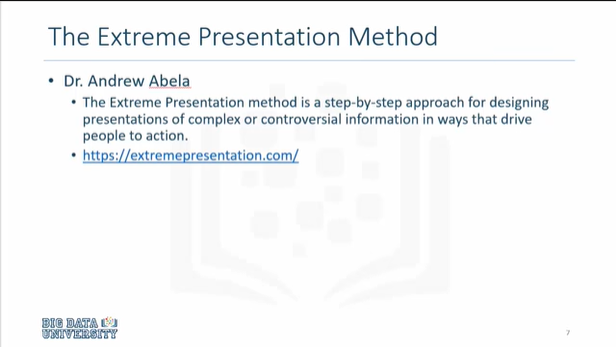 The Extreme Presentation Method
• Dr. Andrew Abela
• The Extreme Presentation method is a step-by-step approach for designing
presentations of complex or controversial information in ways that drive
people to action.
• https://extremepresentation.com/
BIG DATA
UNIVERSITY
7